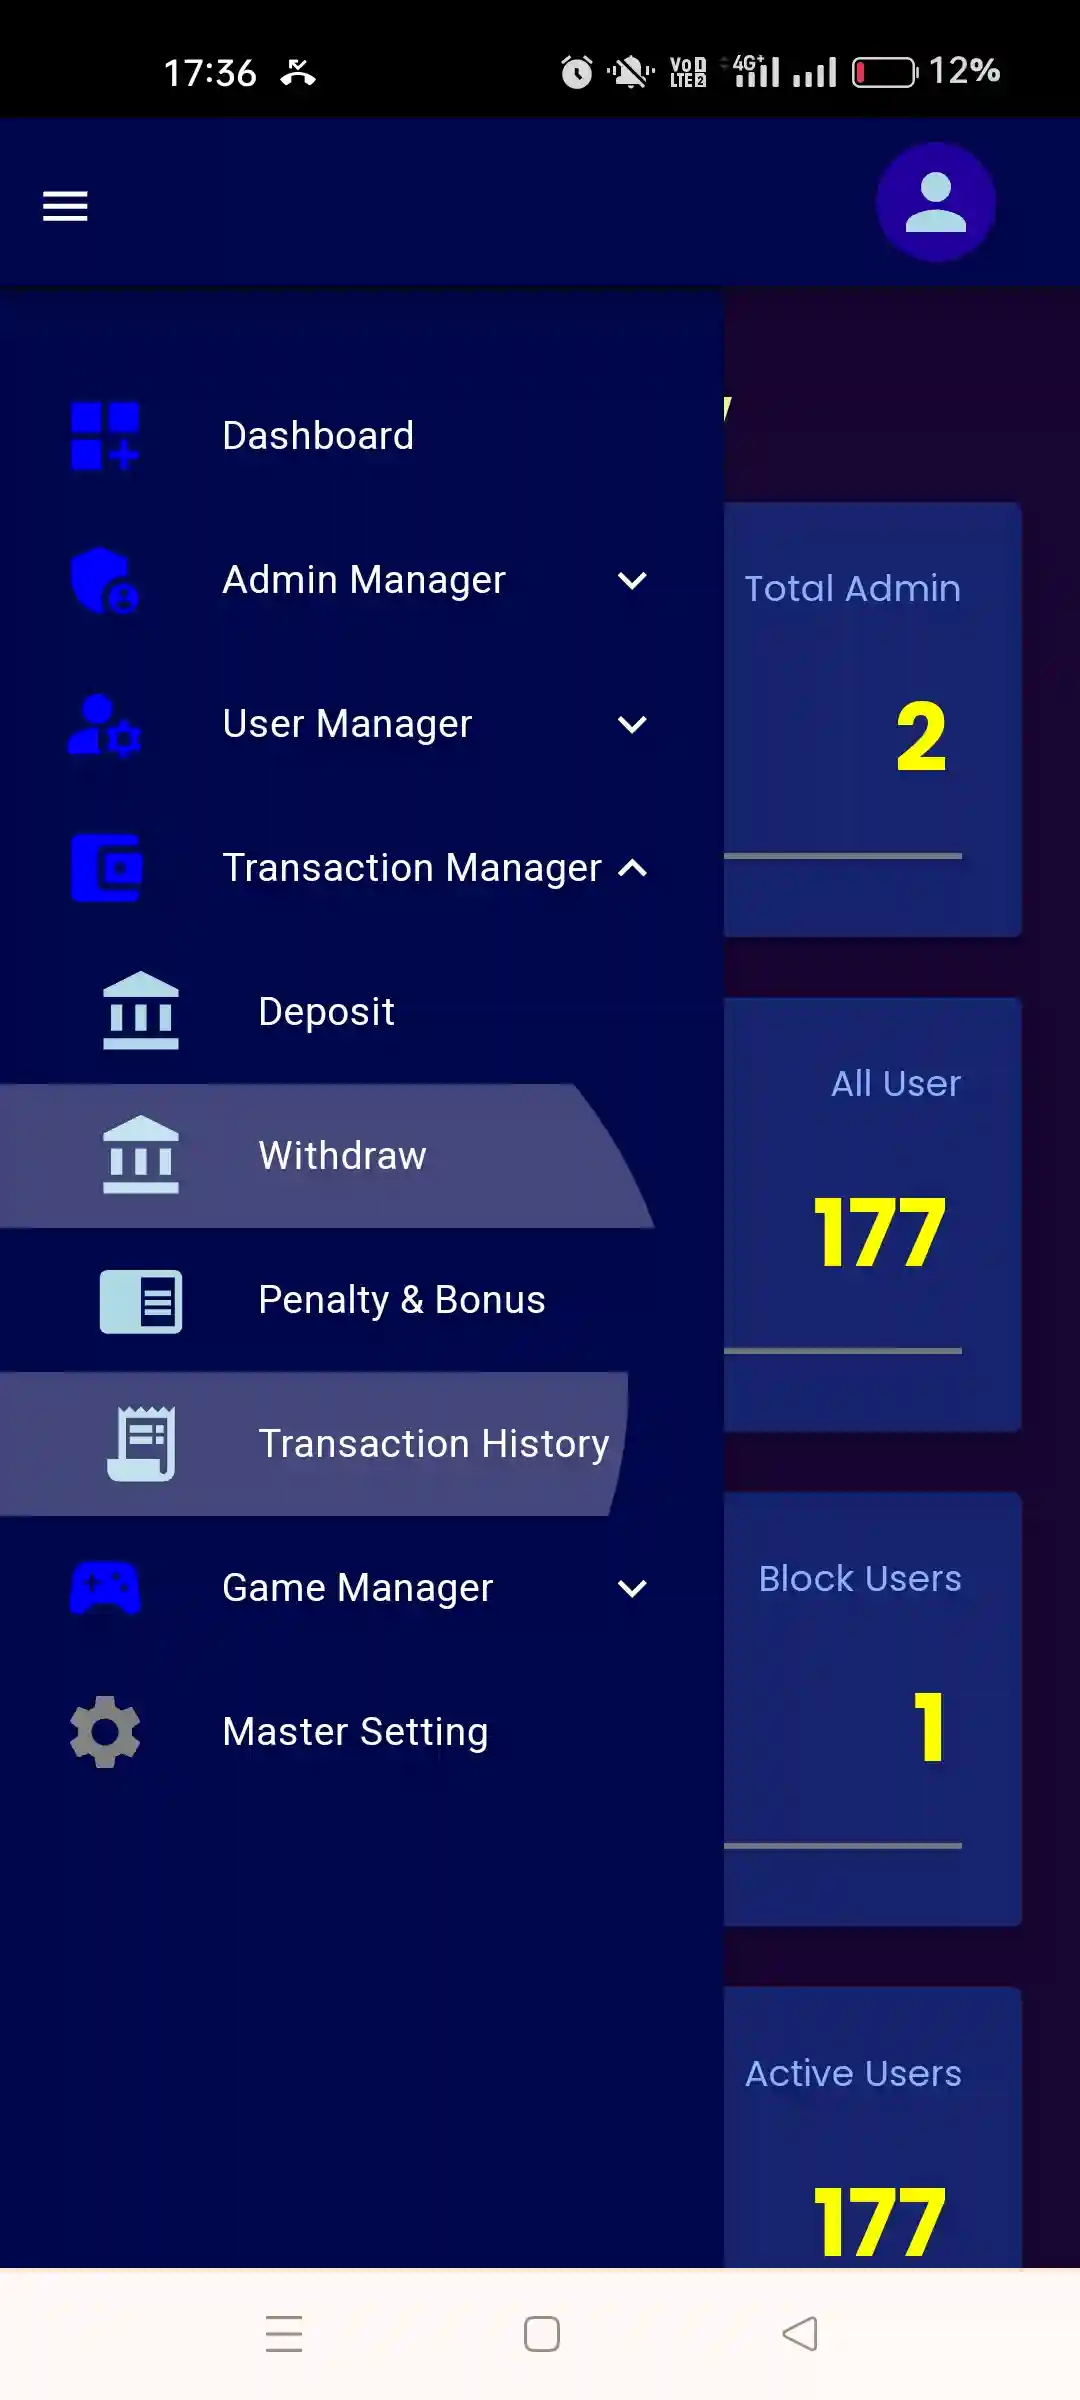 17:36 VoD LTE2 4G+ 12%
Dashboard
Admin Manager
User Manager
Transaction Manager
Deposit
Withdraw
Penalty & Bonus
Transaction History
Game Manager
Master Setting
Total Admin
2
All User
177
Block Users
1
Active Users
177